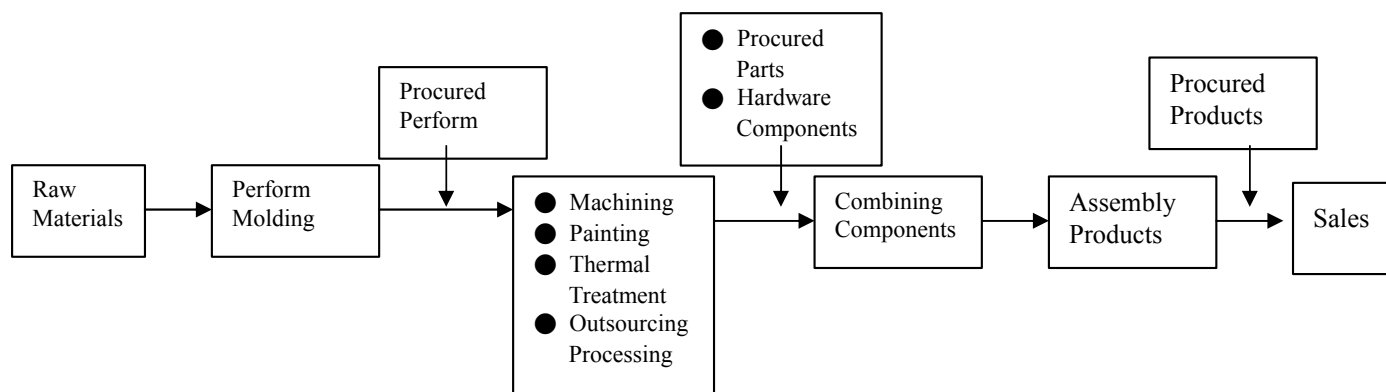 Raw
Materials
Perform
Molding
Procured
Perform
● Machining
● Painting
● Thermal
Treatment
● Outsourcing
Processing
● Procured
Parts
● Hardware
Components
Combining
Components
Assembly
Products
Procured
Products
Sales